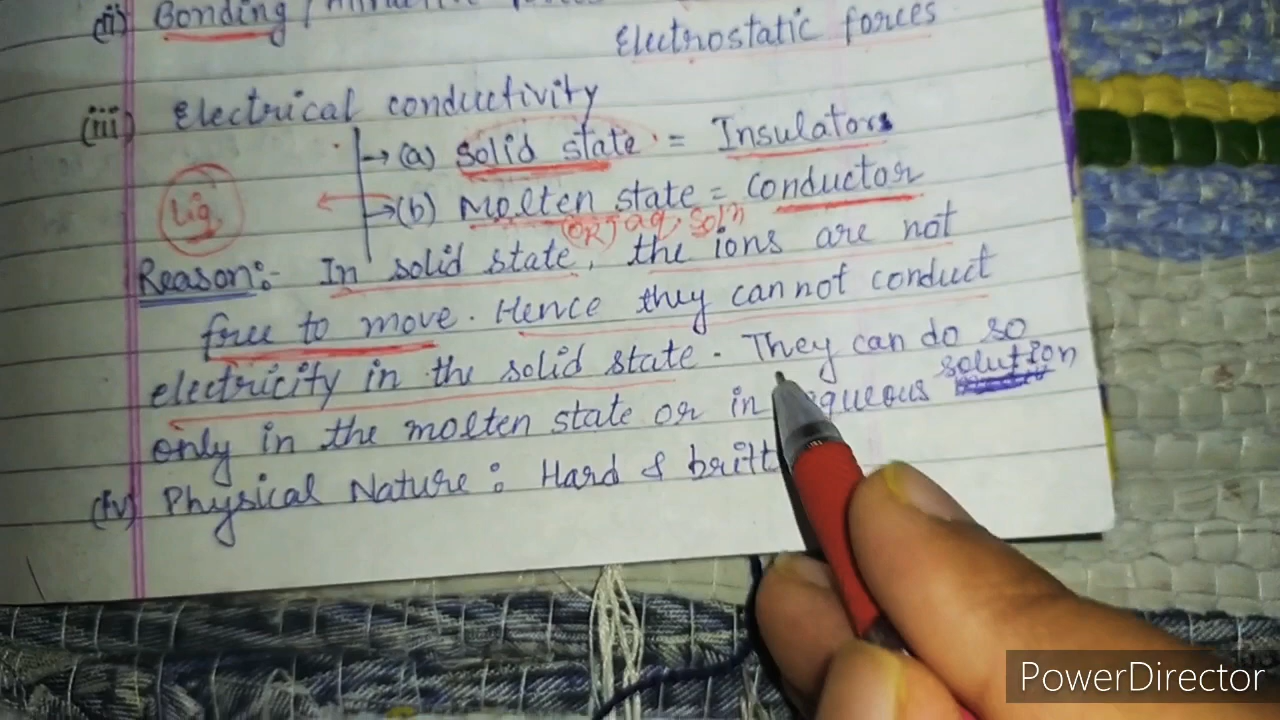 (ii) Bonding / Attractive forces
Electrostatic forces
(iii) Electrical conductivity
→ (a) Solid state = Insulators
→ (b) Molten state = Conductor
Liq.
(OR) aq. soln
Reason:- In solid state, the ions are not
free to move. Hence they cannot conduct
electricity in the solid state. They can do so
only in the molten state or in aqueous solution
(iv) Physical Nature: Hard & britt
PowerDirector